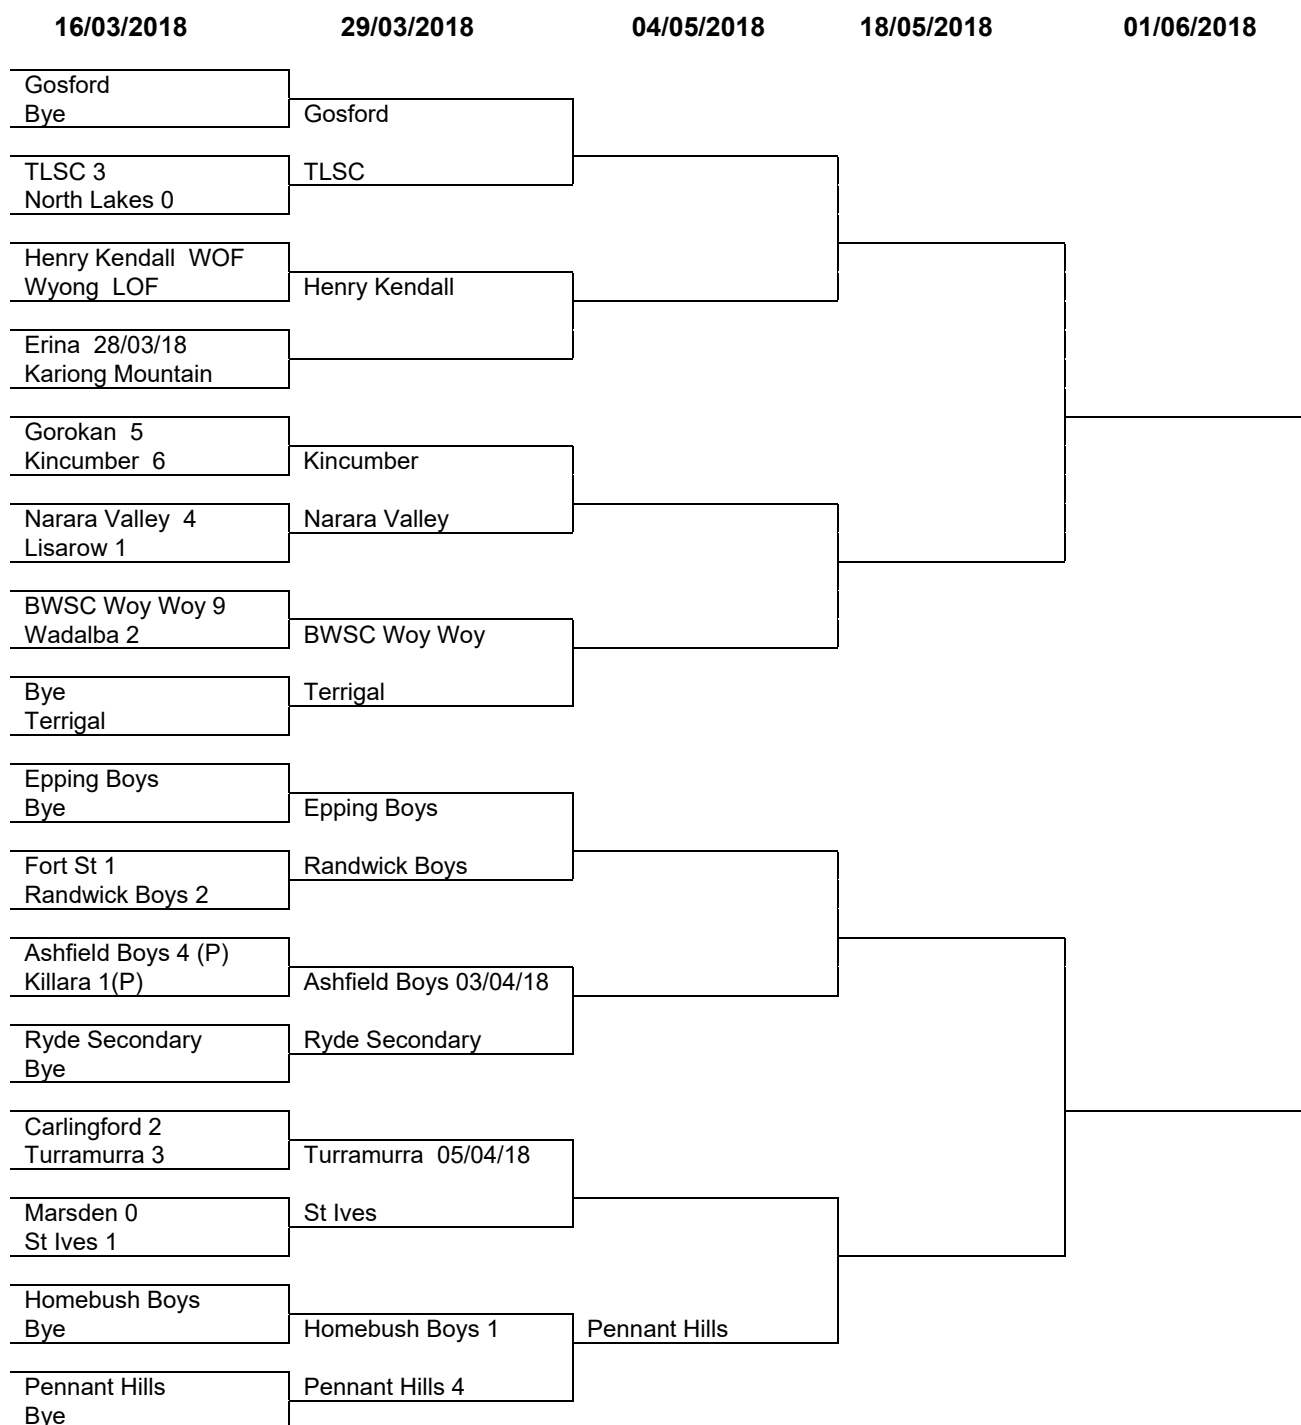 16/03/2018 29/03/2018 04/05/2018 18/05/2018 01/06/2018
Gosford
Bye
Gosford
TLSC 3
TLSC
North Lakes 0
Henry Kendall  WOF
Wyong  LOF
Henry Kendall
Erina  28/03/18
Kariong Mountain
Gorokan  5
Kincumber  6
Kincumber
Narara Valley  4
Narara Valley
Lisarow 1
BWSC Woy Woy 9
Wadalba 2
BWSC Woy Woy
Bye
Terrigal
Terrigal
Epping Boys
Bye
Epping Boys
Fort St 1
Randwick Boys
Randwick Boys 2
Ashfield Boys 4 (P)
Killara 1(P)
Ashfield Boys 03/04/18
Ryde Secondary
Ryde Secondary
Bye
Carlingford 2
Turramurra 3
Turramurra  05/04/18
Marsden 0
St Ives
St Ives 1
Homebush Boys
Bye
Homebush Boys 1
Pennant Hills
Pennant Hills
Pennant Hills 4
Bye